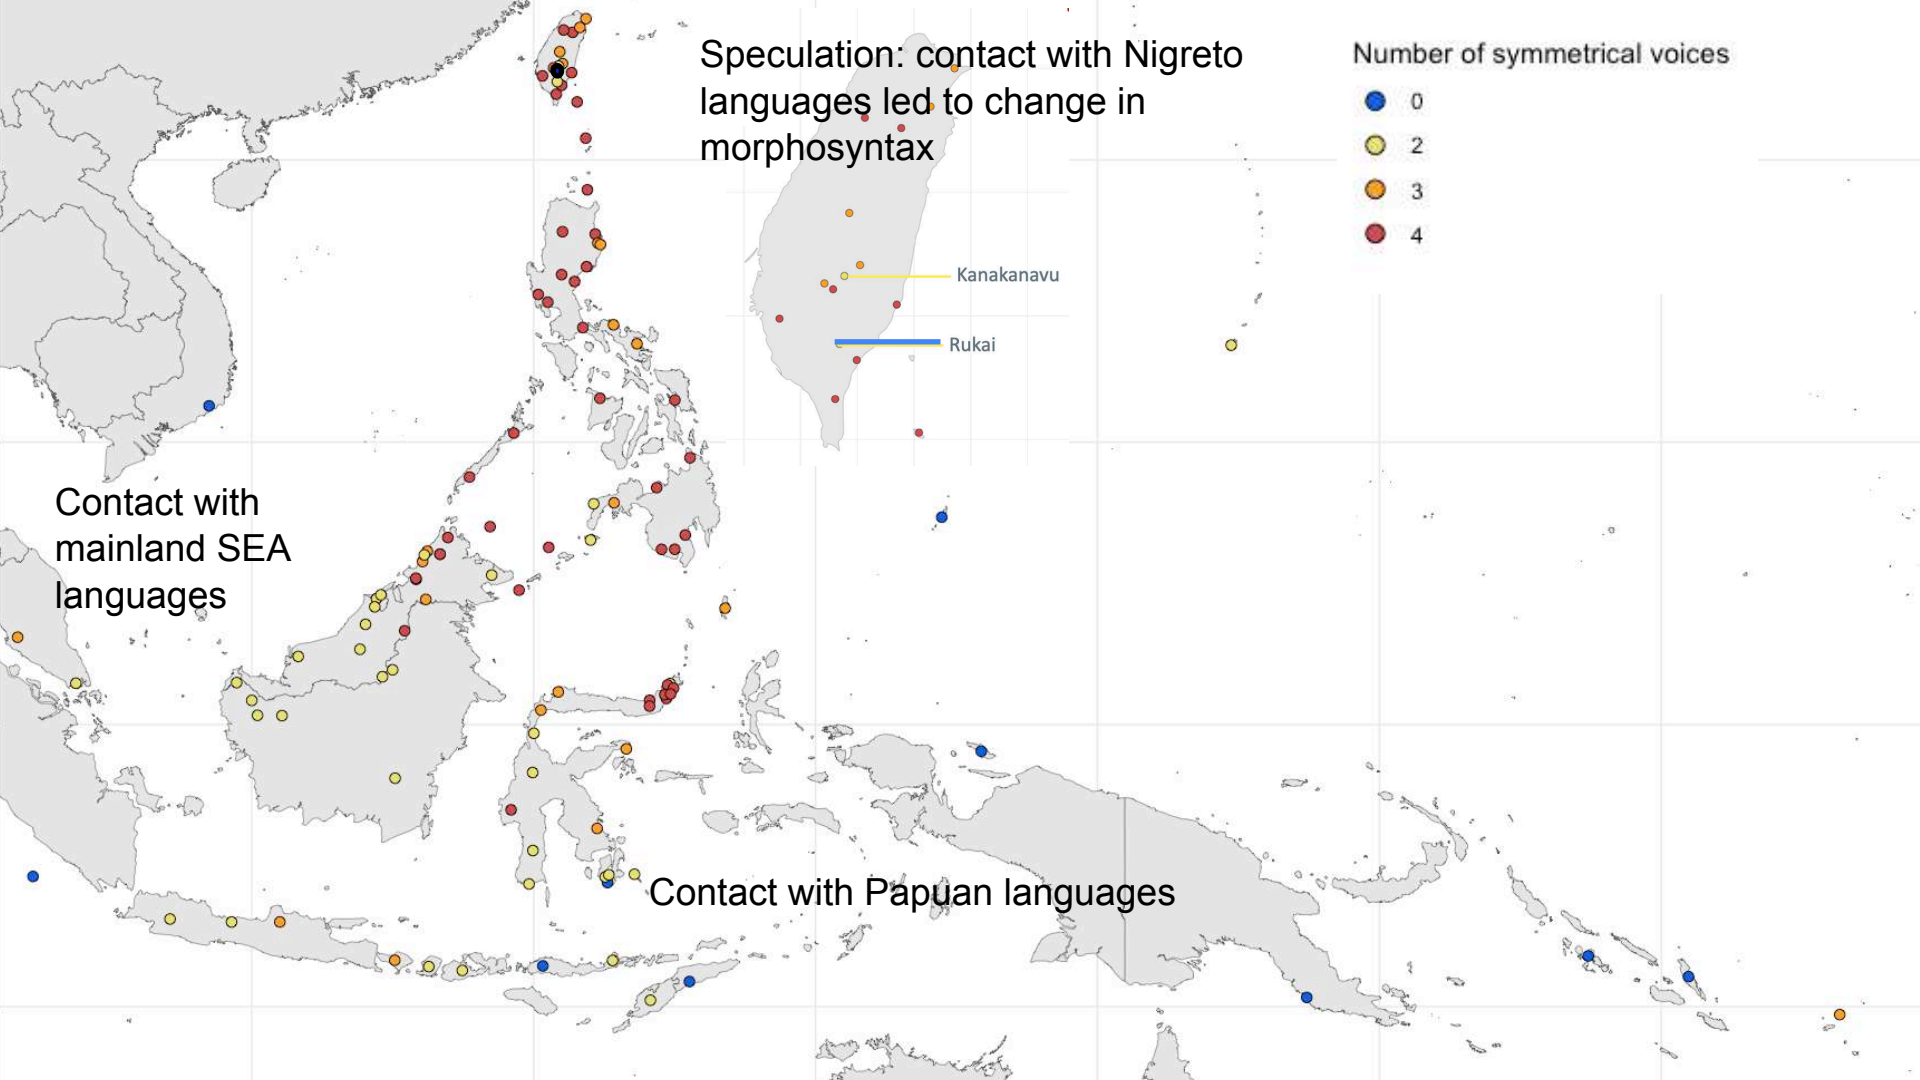 Speculation: contact with Nigreto
languages led to change in
morphosyntax
Number of symmetrical voices
0
2
3
4
Kanakanavu
Rukai
Contact with
mainland SEA
languages
Contact with Papuan languages